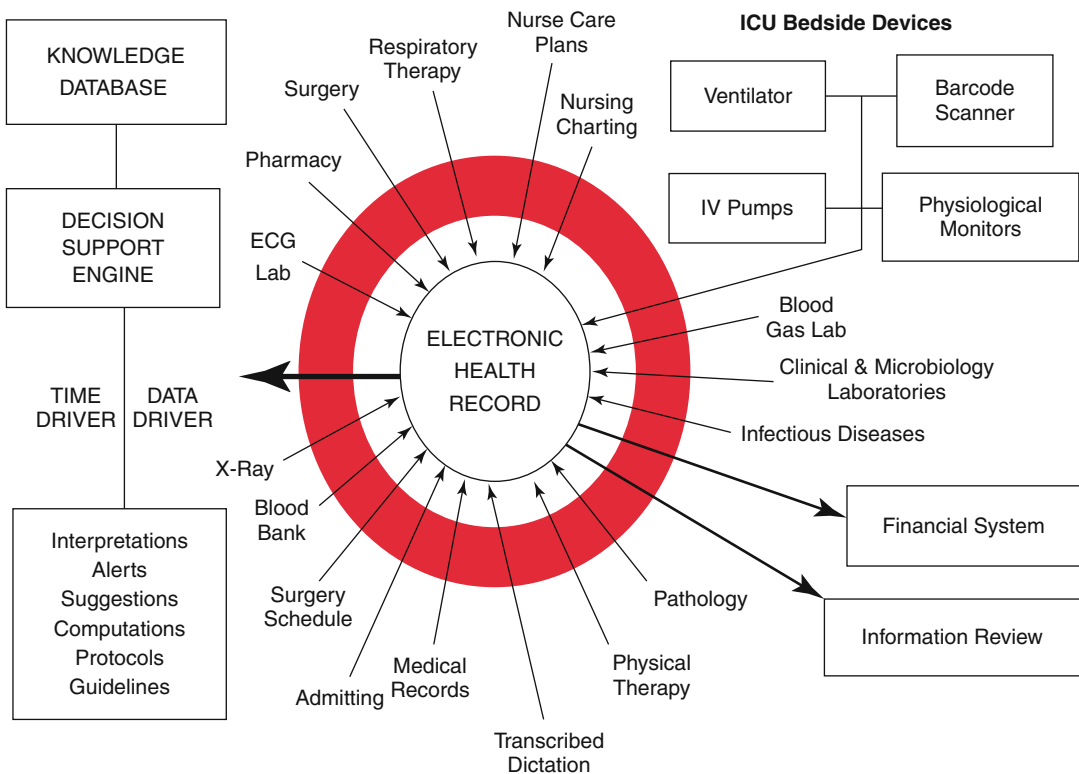 KNOWLEDGE
DATABASE
DECISION
SUPPORT
ENGINE
TIME
DRIVER
DATA
DRIVER
Interpretations
Alerts
Suggestions
Computations
Protocols
Guidelines
Nurse Care
Plans
Respiratory
Therapy
Surgery
Nursing
Charting
Pharmacy
ECG
Lab
ELECTRONIC
HEALTH
RECORD
X-Ray
Blood
Bank
Surgery
Schedule
Admitting
Medical
Records
Transcribed
Dictation
Physical
Therapy
Pathology
ICU Bedside Devices
Ventilator
Barcode
Scanner
IV Pumps
Physiological
Monitors
Blood
Gas Lab
Clinical & Microbiology
Laboratories
Infectious Diseases
Financial System
Information Review